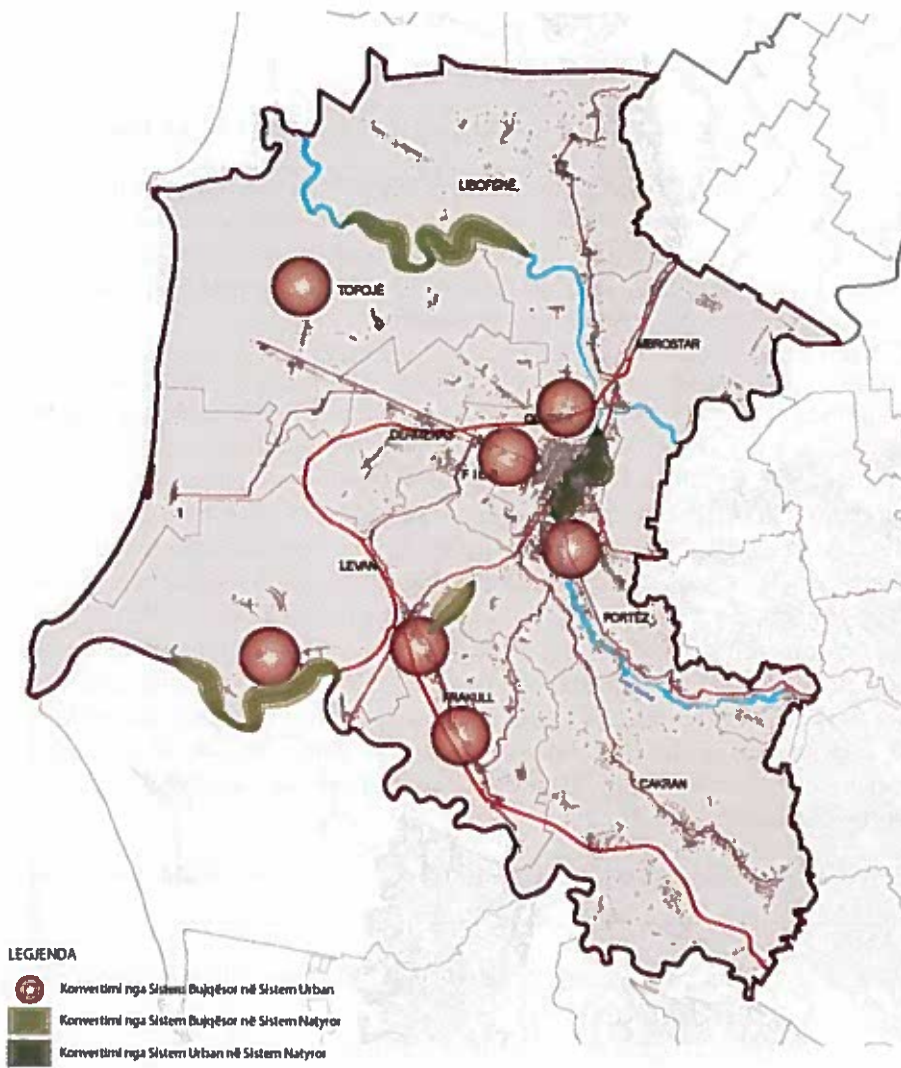 LIBOFSHË,
TOPOJË
MBROSTAR
DERMENAS
LEVAN
PORTËZ,
FRAKULL
CAKRAN
LEGJENDA
Konvertimi nga Sistemi Bujqësor në Sistem Urban
Konvertimi nga Sistem Bujqësor në Sistem Natyror
Konvertimi nga Sistem Urban në Sistem Natyror